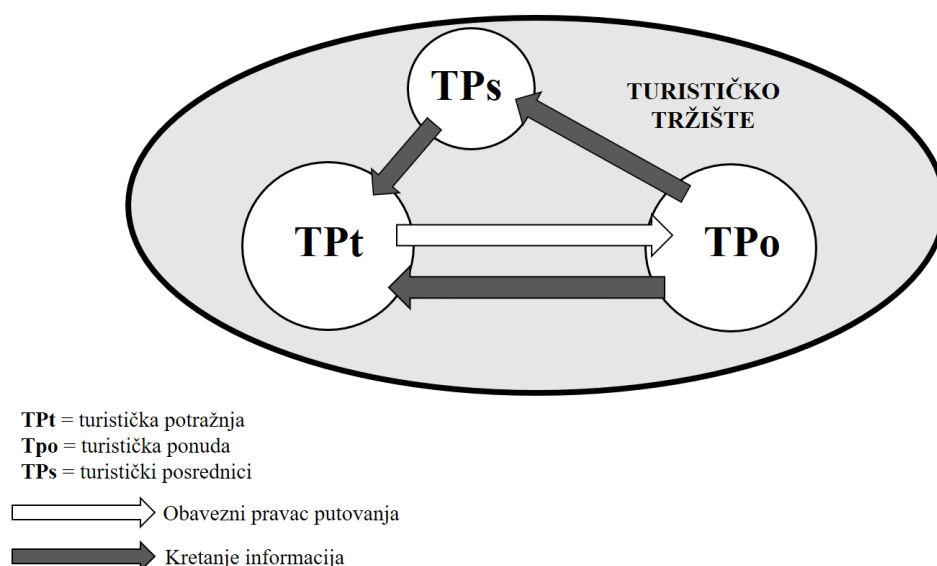 TPs
TURISTIČKO
TRŽIŠTE
TPt
TPo
TPt = turistička potražnja
Tpo = turistička ponuda
TPs = turistički posrednici
Obavezni pravac putovanja
Kretanje informacija